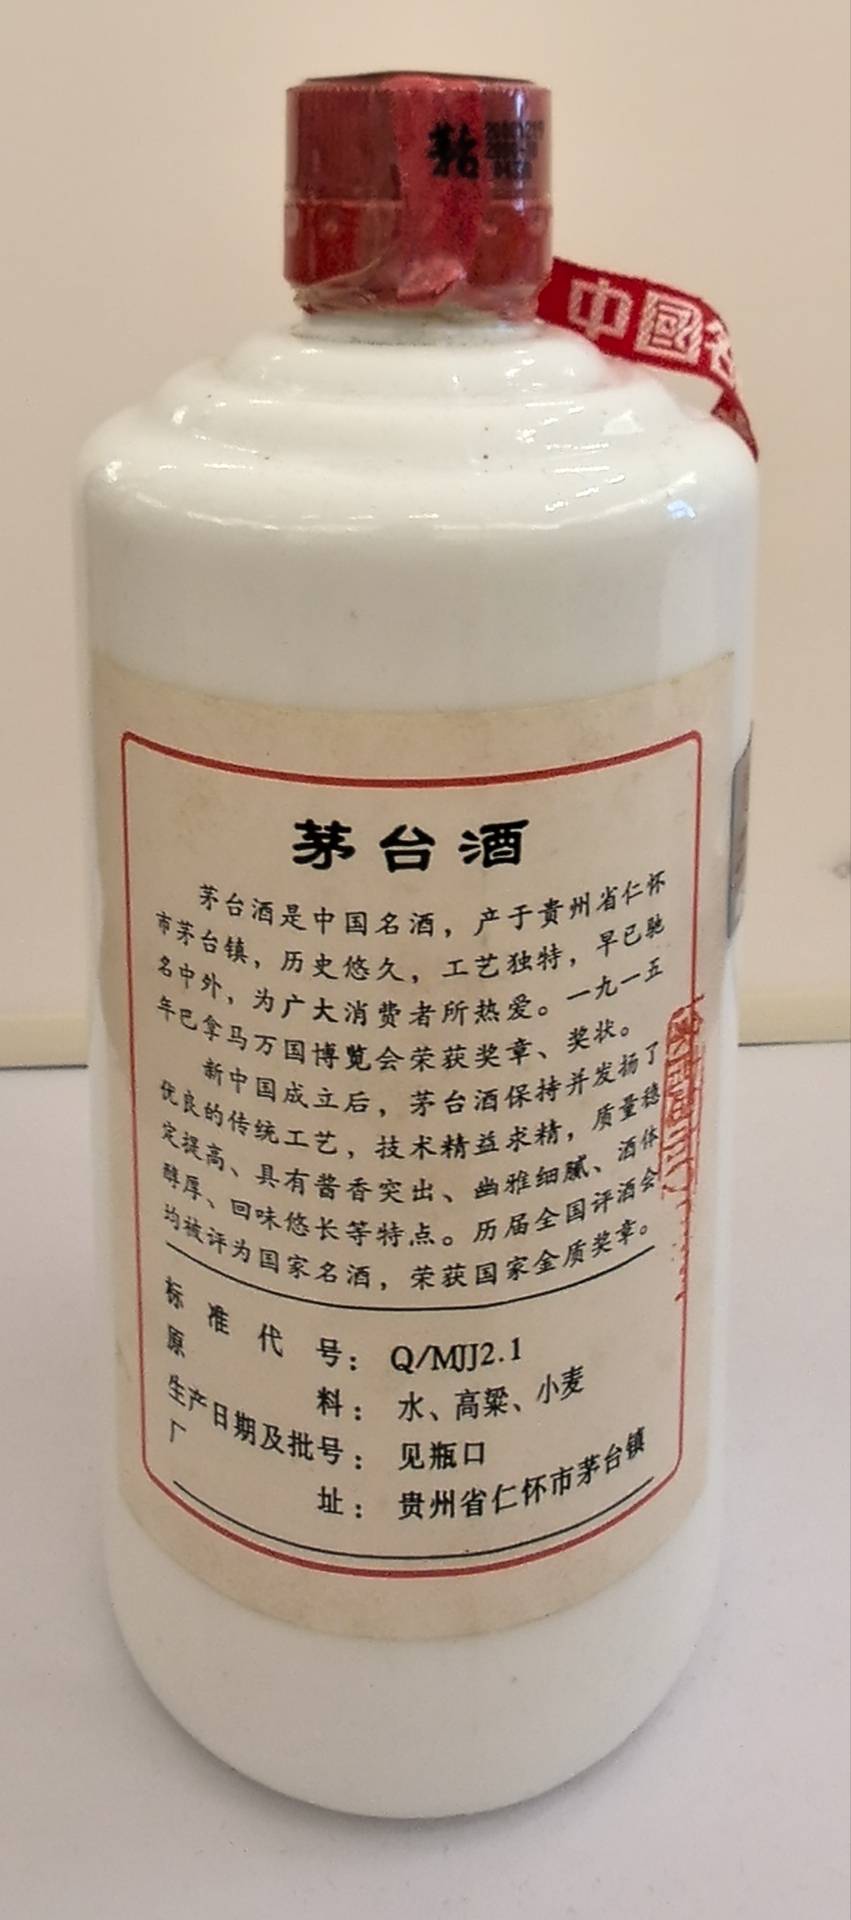 茅台
中國名
茅台酒
茅台酒是中国名酒，产于贵州省仁怀
市茅台镇，历史悠久，工艺独特，早已驰
名中外，为广大消费者所热爱。一九一五
年巴拿马万国博览会荣获奖章、奖状。
新中国成立后，茅台酒保持并发扬了
优良的传统工艺，技术精益求精，质量稳
定提高、具有酱香突出、幽雅细腻、酒体
醇厚、回味悠长等特点。历届全国评酒会
均被评为国家名酒，荣获国家金质奖章。
标准代号：Q/MJJ2.1
原料：水、高粱、小麦
生产日期及批号：见瓶口
厂址：贵州省仁怀市茅台镇